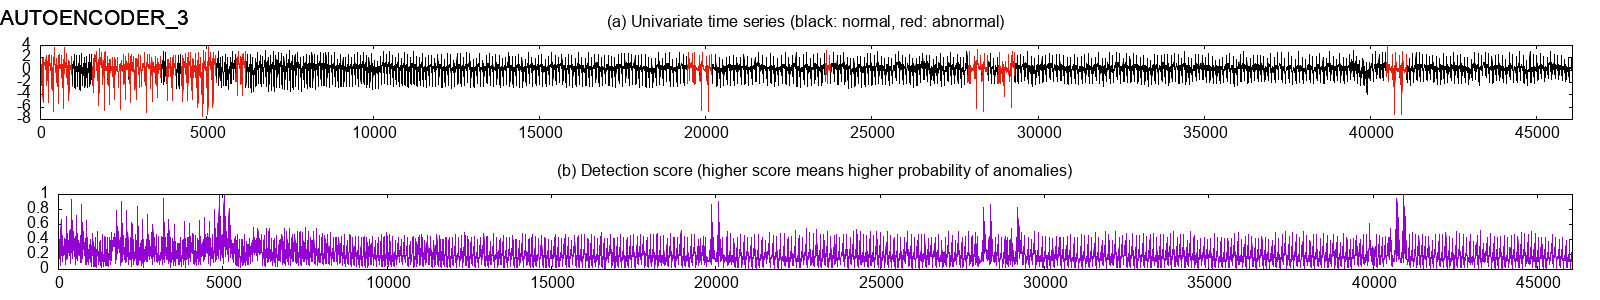 AUTOENCODER_3
(a) Univariate time series (black: normal, red: abnormal)
4
2
0
-2
-4
-6
-8
0 5000 10000 15000 20000 25000 30000 35000 40000 45000
(b) Detection score (higher score means higher probability of anomalies)
1
0.8
0.6
0.4
0.2
0
0 5000 10000 15000 20000 25000 30000 35000 40000 45000